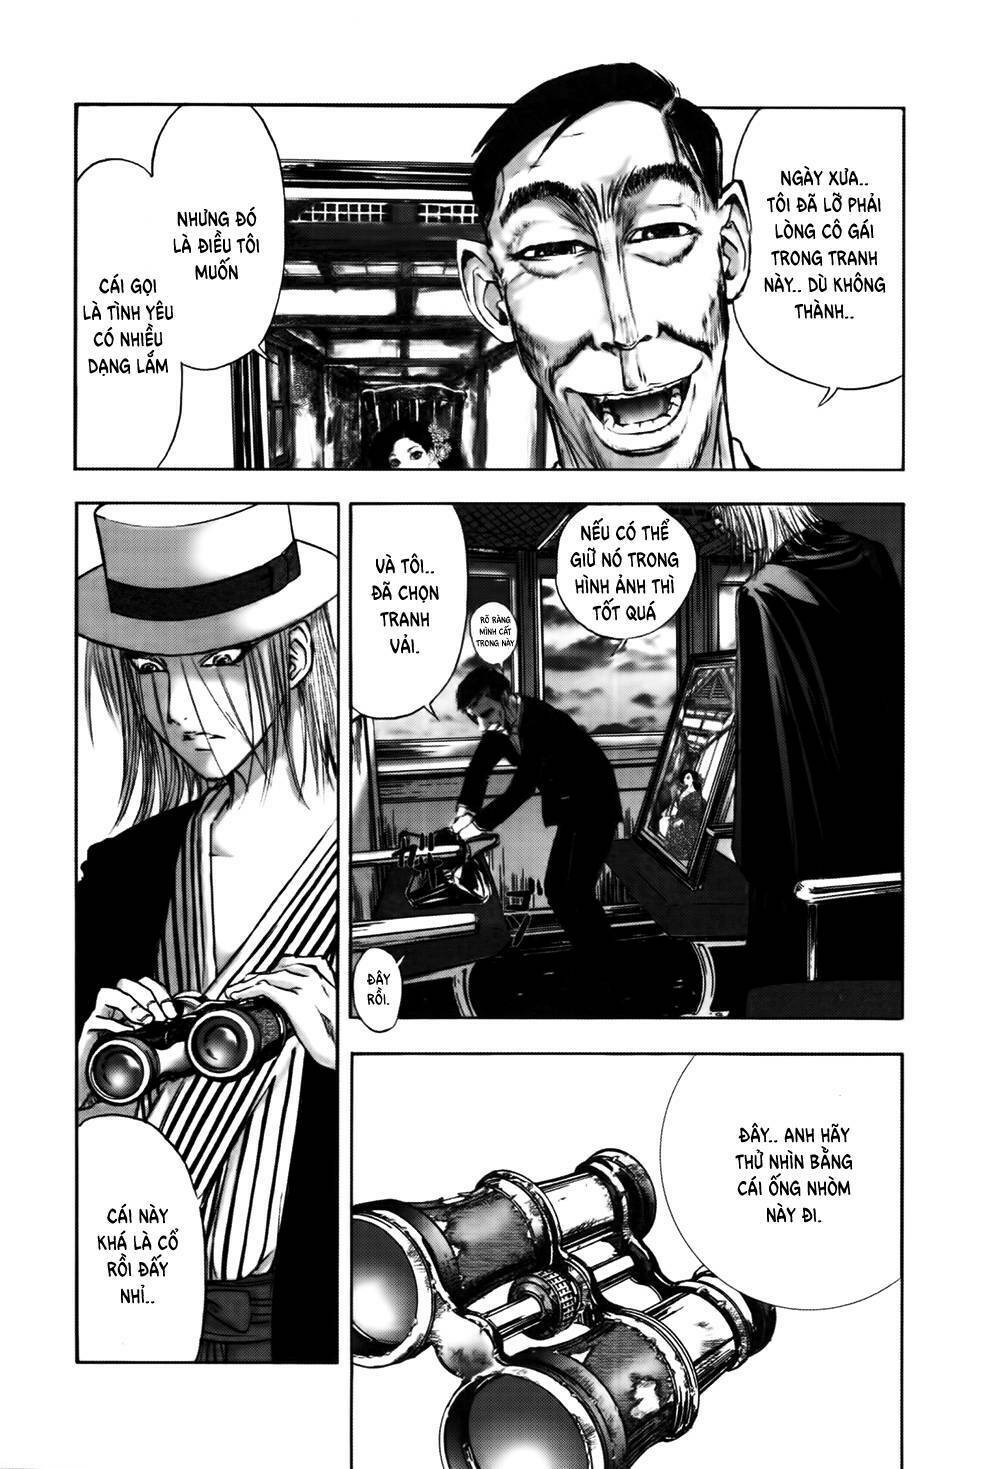 NGÀY XƯA..
TÔI ĐÃ LỠ PHẢI
LÒNG CÔ GÁI
TRONG TRANH
NÀY.. DÙ KHÔNG
THÀNH..
NHƯNG ĐÓ
LÀ ĐIỀU TÔI
MUỐN
CÁI GỌI
LÀ TÌNH YÊU
CÓ NHIỀU
DẠNG LẮM
NẾU CÓ THỂ
GIỮ NÓ TRONG
HÌNH ẢNH THÌ
TỐT QUÁ
RÕ RÀNG
MÌNH CẤT
TRONG NÀY
VÀ TÔI..
ĐÃ CHỌN
TRANH
VẢI.
ĐÂY
RỒI.
ĐÂY.. ANH HÃY
THỬ NHÌN BẰNG
CÁI ỐNG NHÒM
NÀY ĐI.
CÁI NÀY
KHÁ LÀ CỔ
RỒI ĐẤY
NHỈ..